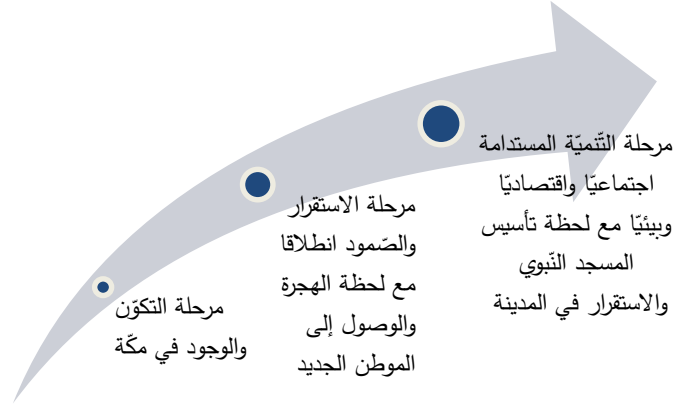 مرحلة التّنميّة المستدامة
اجتماعيّا واقتصاديّا
وبيئيّا مع لحظة تأسيس
المسجد النّبوي
والاستقرار في المدينة
مرحلة الاستقرار
والصّمود انطلاقا
مع لحظة الهجرة
والوصول إلى
الموطن الجديد
مرحلة التكوّن
والوجود في مكّة